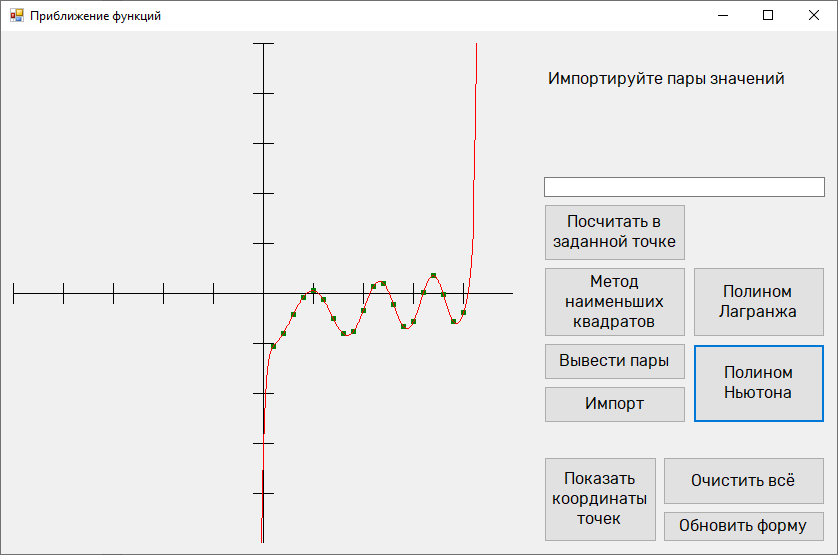 Приближение функций
Импортируйте пары значений
Посчитать в
заданной точке
Метод
наименьших
квадратов
Полином
Лагранжа
Вывести пары
Полином
Ньютона
Импорт
Показать
координаты
точек
Очистить всё
Обновить форму